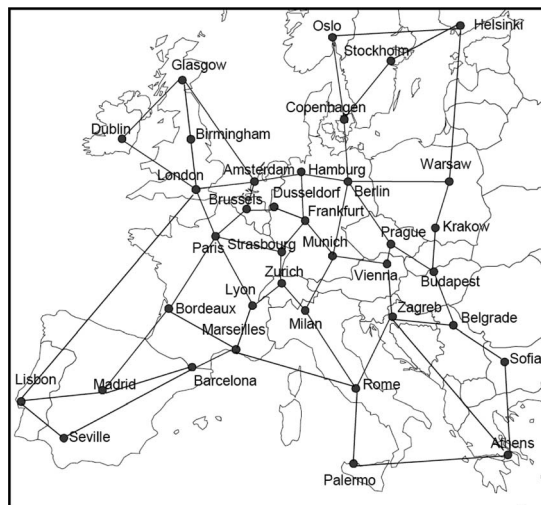 Oslo
Helsinki
Stockholm
Glasgow
Copenhagen
Dublin
Birmingham
London
Amsterdam
Hamburg
Warsaw
Berlin
Brussels
Dusseldorf
Frankfurt
Krakow
Paris
Strasbourg
Munich
Prague
Zurich
Vienna
Budapest
Lyon
Bordeaux
Zagreb
Milan
Belgrade
Marseilles
Sofia
Lisbon
Madrid
Barcelona
Rome
Seville
Athens
Palermo